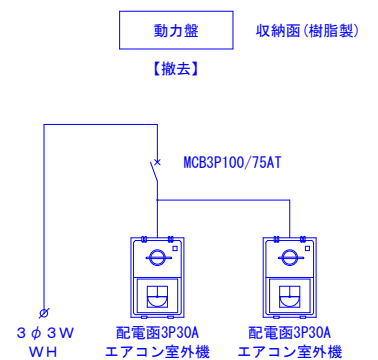 動力盤
収納函(樹脂製)
【撤去】
MCB3P100/75AT
3φ3W
WH
配電函3P30A
エアコン室外機
配電函3P30A
エアコン室外機